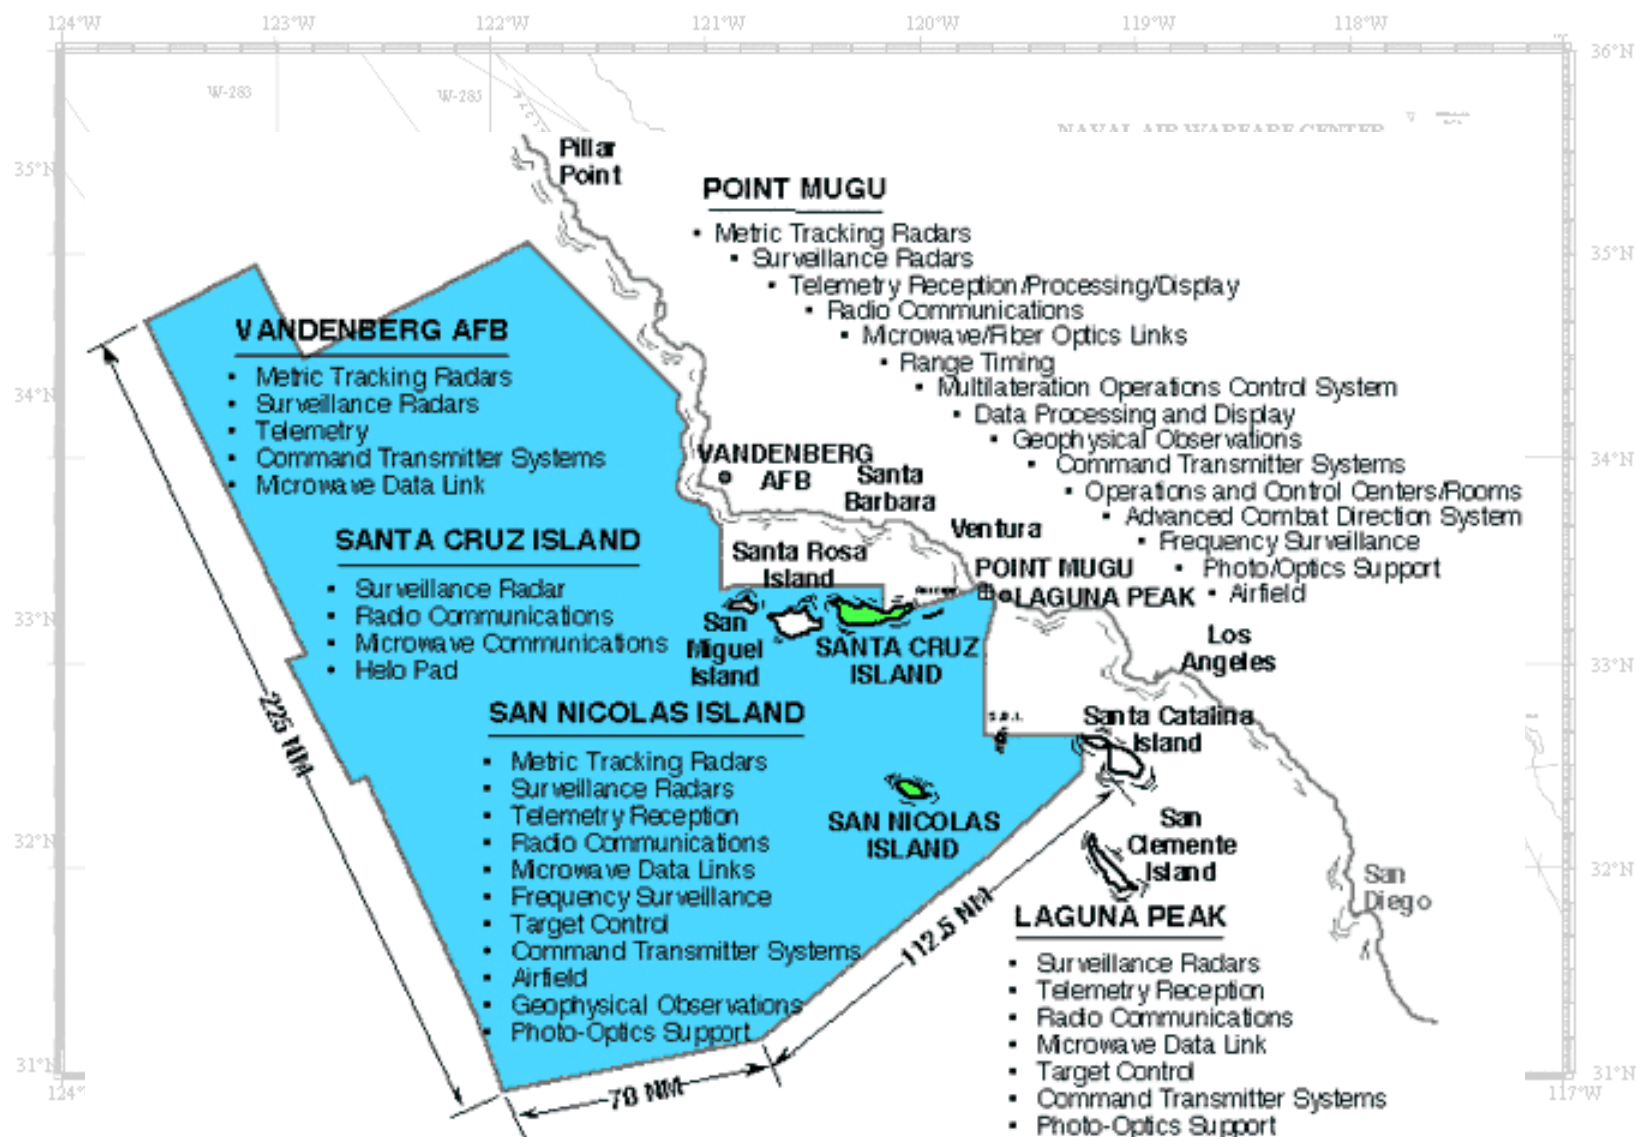 124°W 123°W 122°W 121°W 120°W 119°W 118°W
36°N
W-283
W-285
NAVAL AIR WARFARE CENTER
35°N
35°N
34°N
34°N
33°N
33°N
32°N
32°N
31°N
31°N
117°W
Pillar
Point
POINT MUGU
▪ Metric Tracking Radars
▪ Surveillance Radars
▪ Telemetry Reception/Processing/Display
▪ Radio Communications
▪ Microwave/Fiber Optics Links
▪ Range Timing
▪ Multilateration Operations Control System
▪ Data Processing and Display
▪ Geophysical Observations
▪ Command Transmitter Systems
▪ Operations and Control Centers/Rooms
▪ Advanced Combat Direction System
▪ Frequency Surveillance
▪ Photo/Optics Support
▪ Airfield
VANDENBERG AFB
▪ Metric Tracking Radars
▪ Surveillance Radars
▪ Telemetry
▪ Command Transmitter Systems
▪ Microwave Data Link
VANDENBERG
AFB
Santa
Barbara
Ventura
POINT MUGU
LAGUNA PEAK
Santa Rosa
Island
San
Miguel
Island
SANTA CRUZ
ISLAND
Los
Angeles
SANTA CRUZ ISLAND
▪ Surveillance Radar
▪ Radio Communications
▪ Microwave Communications
▪ Helo Pad
S.B.I.
Santa Catalina
Island
SAN NICOLAS ISLAND
▪ Metric Tracking Radars
▪ Surveillance Radars
▪ Telemetry Reception
▪ Radio Communications
▪ Microwave Data Links
▪ Frequency Surveillance
▪ Target Control
▪ Command Transmitter Systems
▪ Airfield
▪ Geophysical Observations
▪ Photo-Optics Support
SAN NICOLAS
ISLAND
San
Clemente
Island
San
Diego
225 NM
112.5 NM
78 NM
LAGUNA PEAK
▪ Surveillance Radars
▪ Telemetry Reception
▪ Radio Communications
▪ Microwave Data Link
▪ Target Control
▪ Command Transmitter Systems
▪ Photo-Optics Support